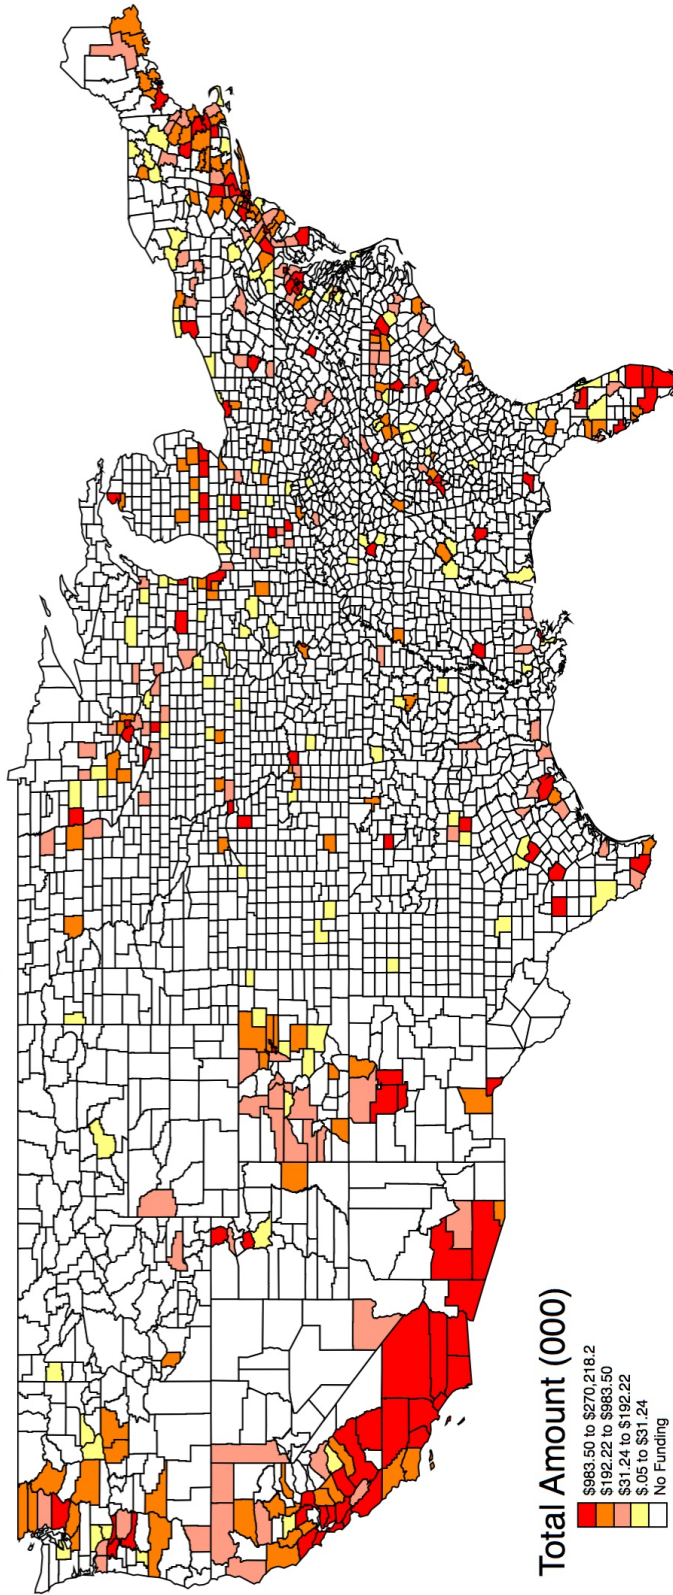 Total Amount (000)
$983.50 to $270,218.2
$192.22 to $983.50
$31.24 to $192.22
$.05 to $31.24
No Funding